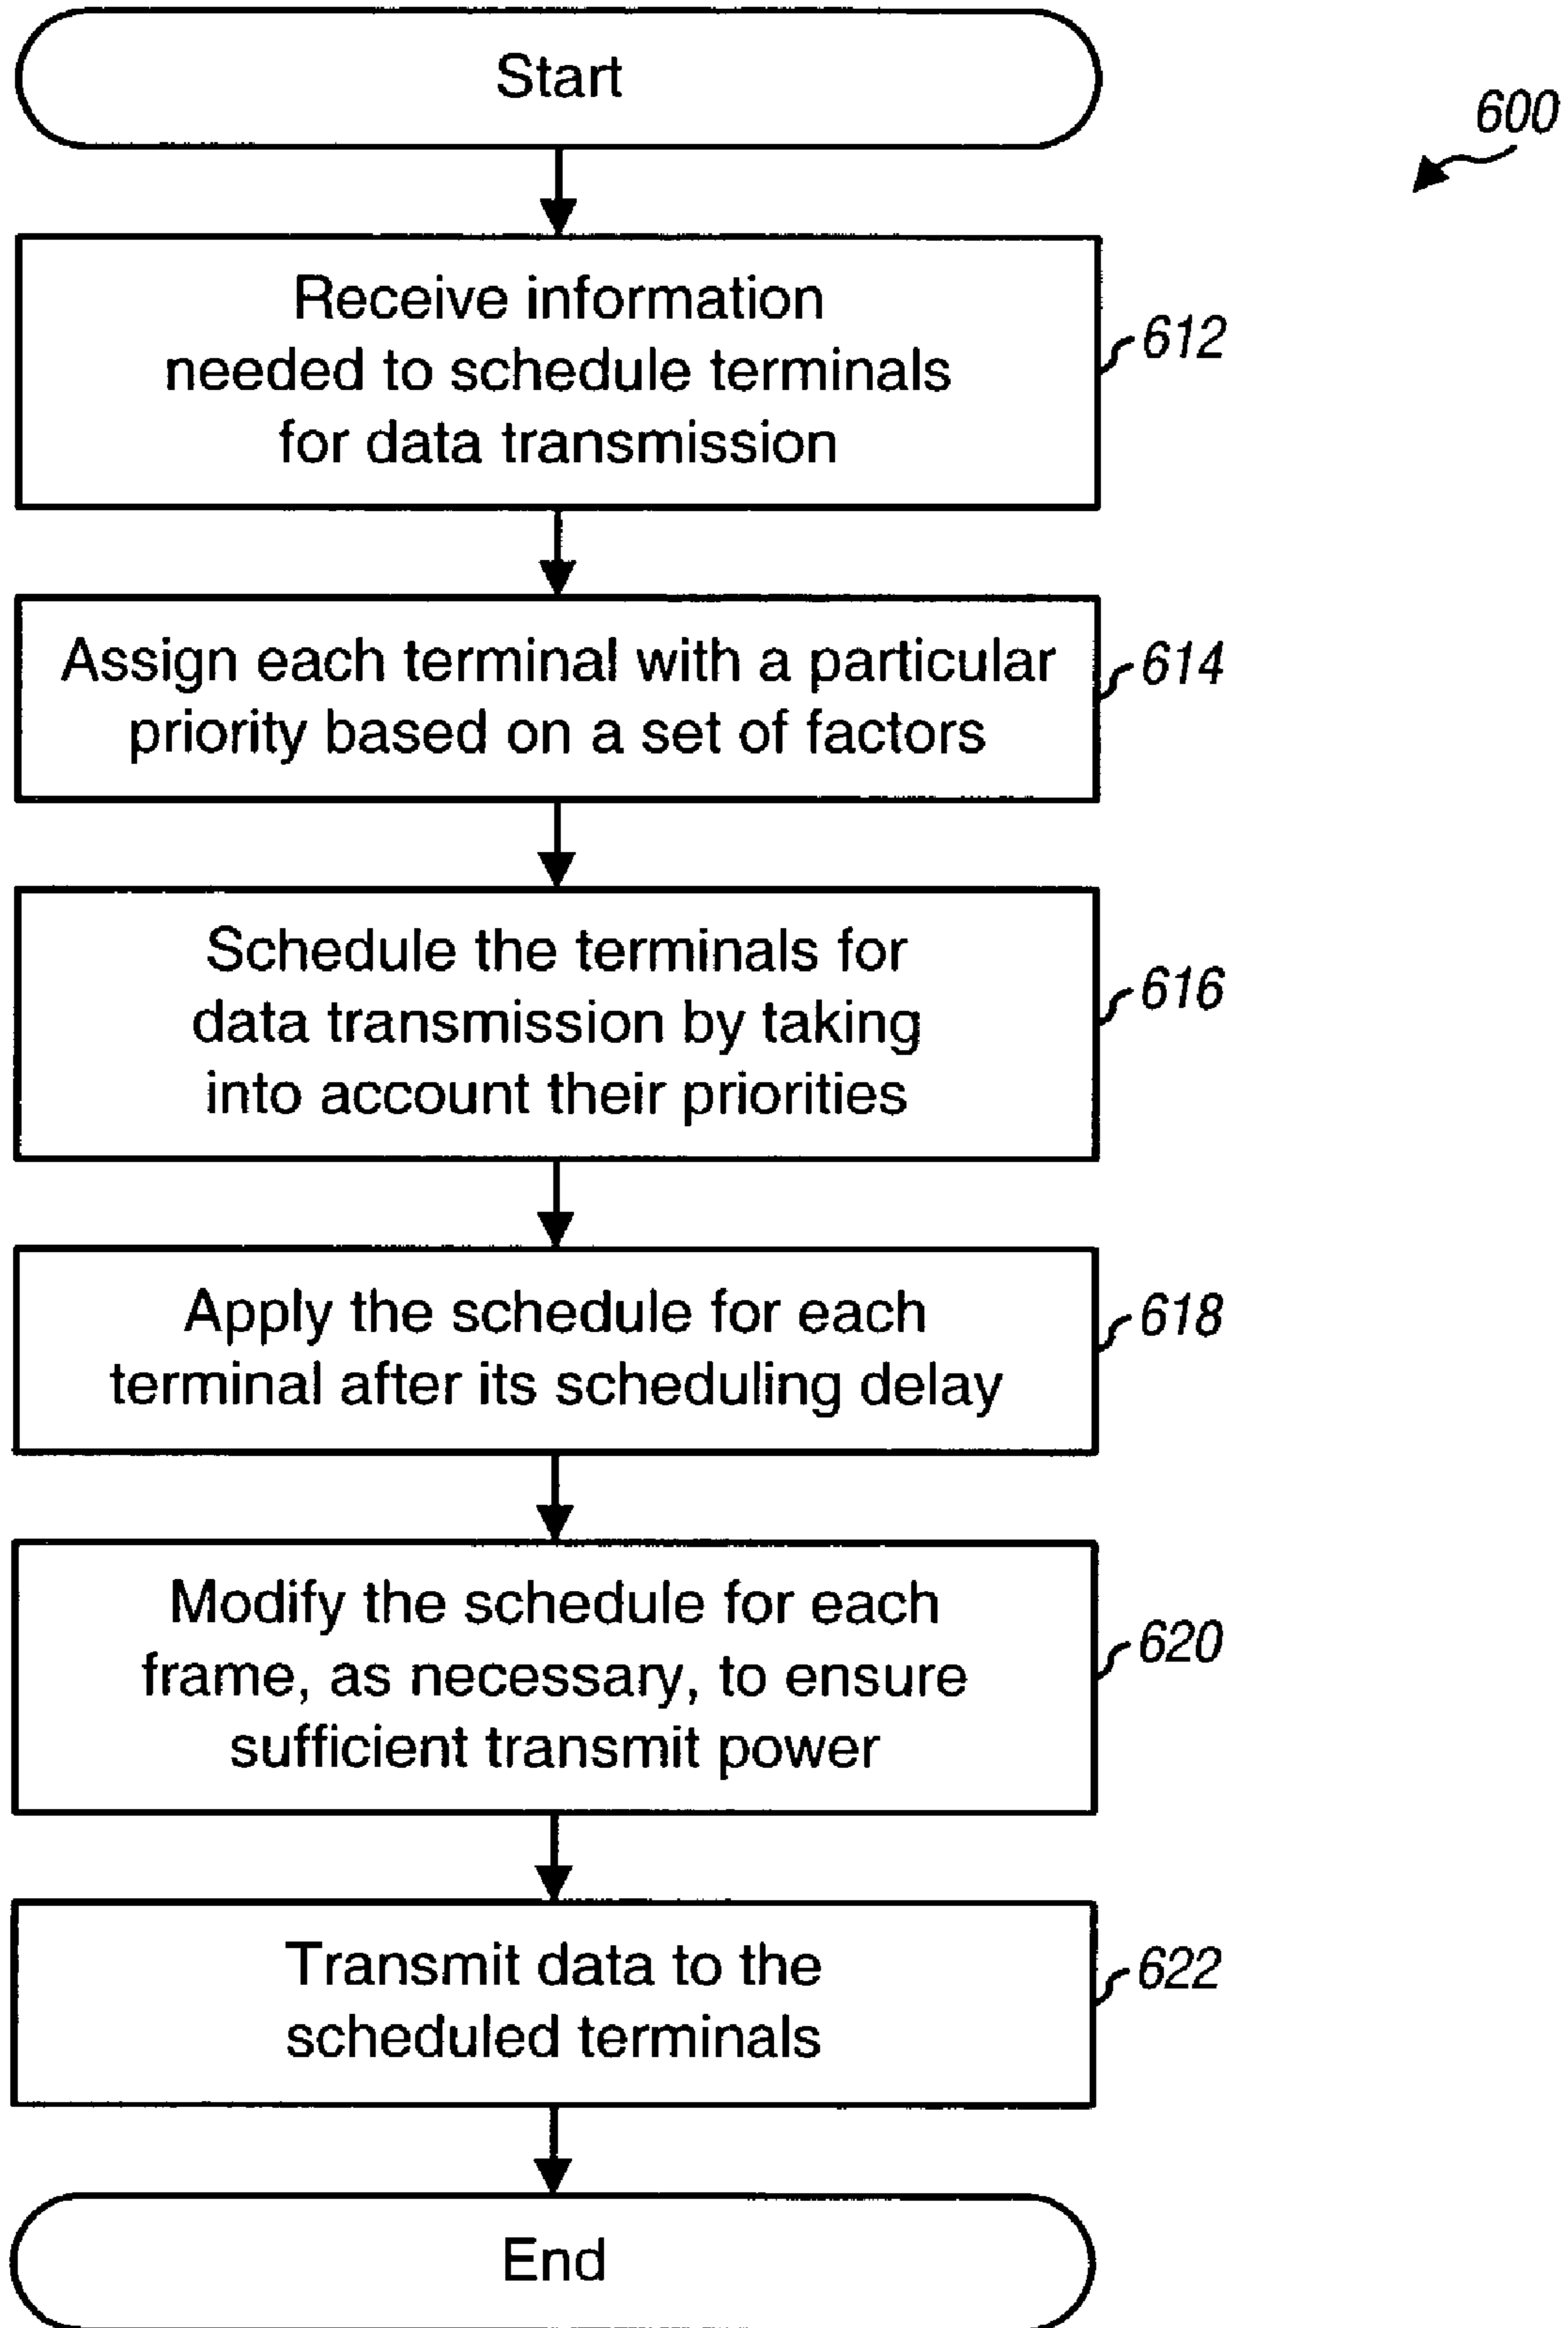 Start
600
Receive information
needed to schedule terminals
for data transmission
612
Assign each terminal with a particular
priority based on a set of factors
614
Schedule the terminals for
data transmission by taking
into account their priorities
616
Apply the schedule for each
terminal after its scheduling delay
618
Modify the schedule for each
frame, as necessary, to ensure
sufficient transmit power
620
Transmit data to the
scheduled terminals
622
End